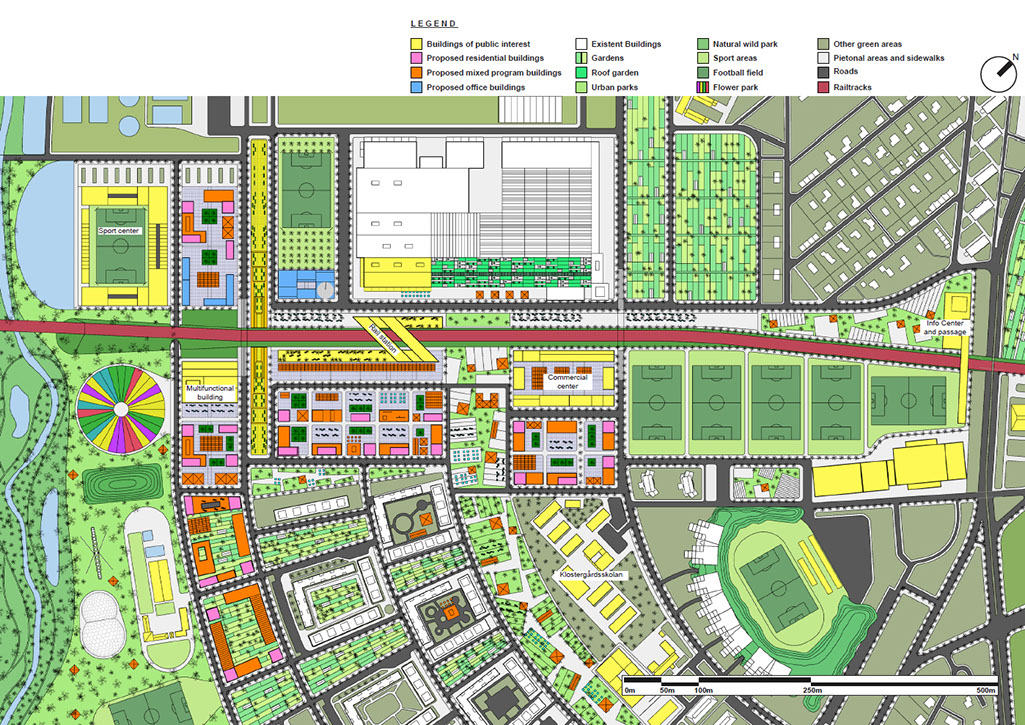 LEGEND
Buildings of public interest
Proposed residential buildings
Proposed mixed program buildings
Proposed office buildings
Existent Buildings
Gardens
Roof garden
Urban parks
Natural wild park
Sport areas
Football field
Flower park
Other green areas
Pietonal areas and sidewalks
Roads
Railtracks
N
Sport center
Rail station
Info Center
and passage
Multifunctional
building
Commercial
center
Klostergårdsskolan
0m 50m 100m 250m 500m